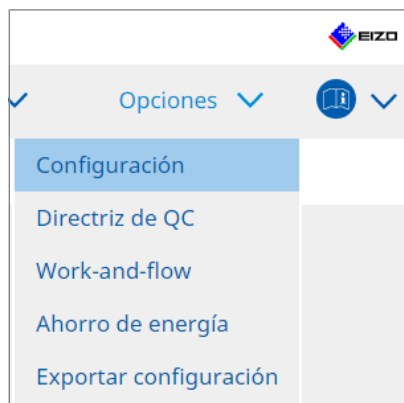 EIZO
Opciones
Configuración
Directriz de QC
Work-and-flow
Ahorro de energía
Exportar configuración